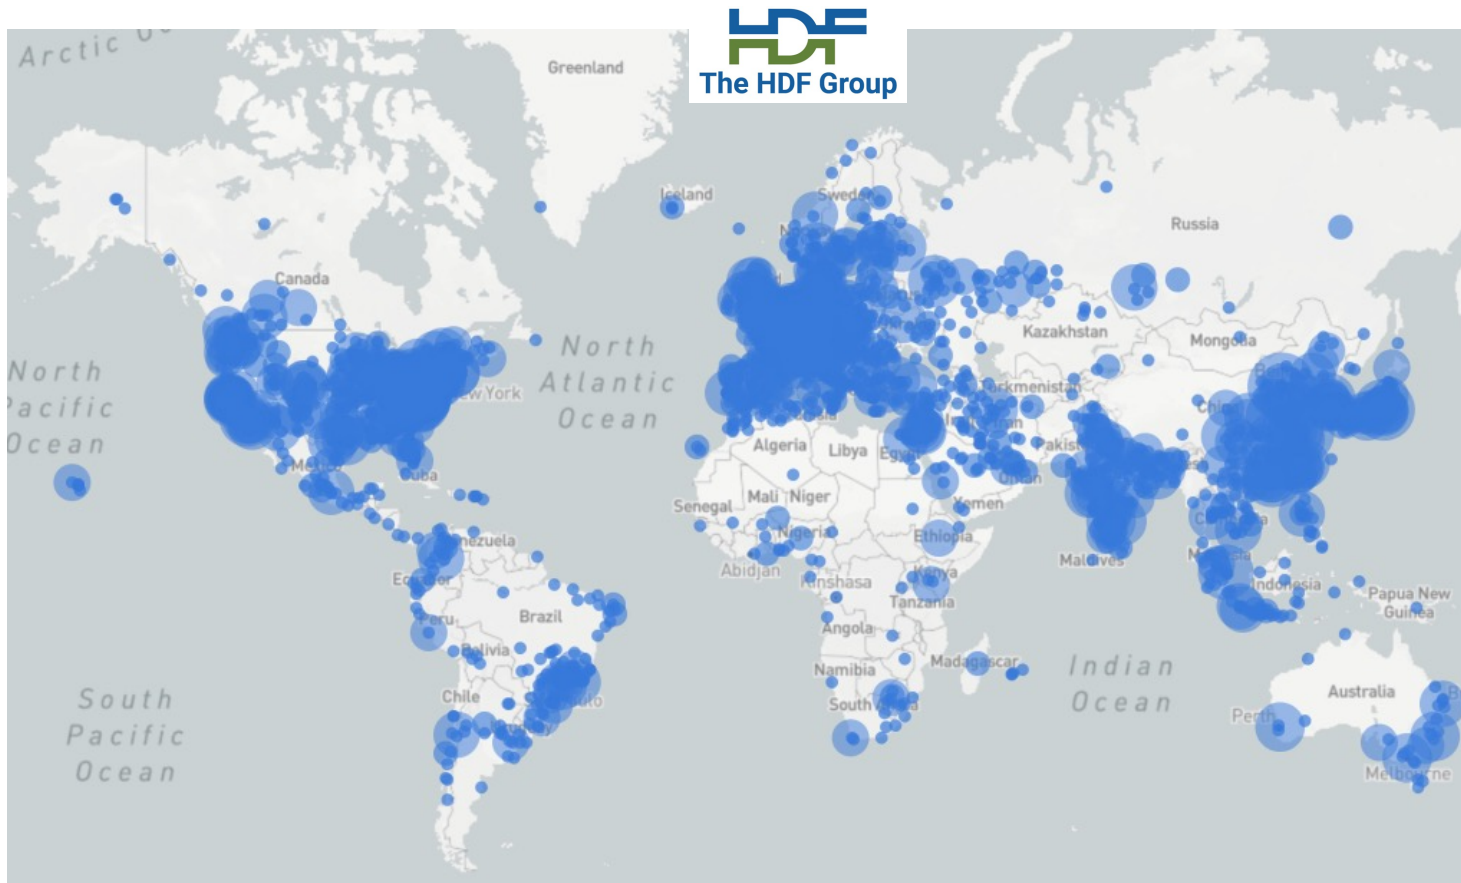 HDF
The HDF Group
Arctic
Greenland
Iceland
Sweden
Russia
Canada
North
Atlantic
Ocean
North
Pacific
Ocean
Kazakhstan
Mongolia
New York
Turkmenistan
Iran
Algeria
Libya
Egypt
Pakist
Mexico
Cuba
Oman
Mali
Niger
Senegal
Yemen
Nigeria
Ethiopia
Venezuela
Abidjan
Maldives
Ecuador
Kinshasa
Kenya
Indonesia
Papua New
Guinea
Tanzania
Brazil
Peru
Angola
Bolivia
Namibia
Madagascar
Indian
Ocean
Chile
South
Australia
South
Pacific
Ocean
Perth
Melbourne